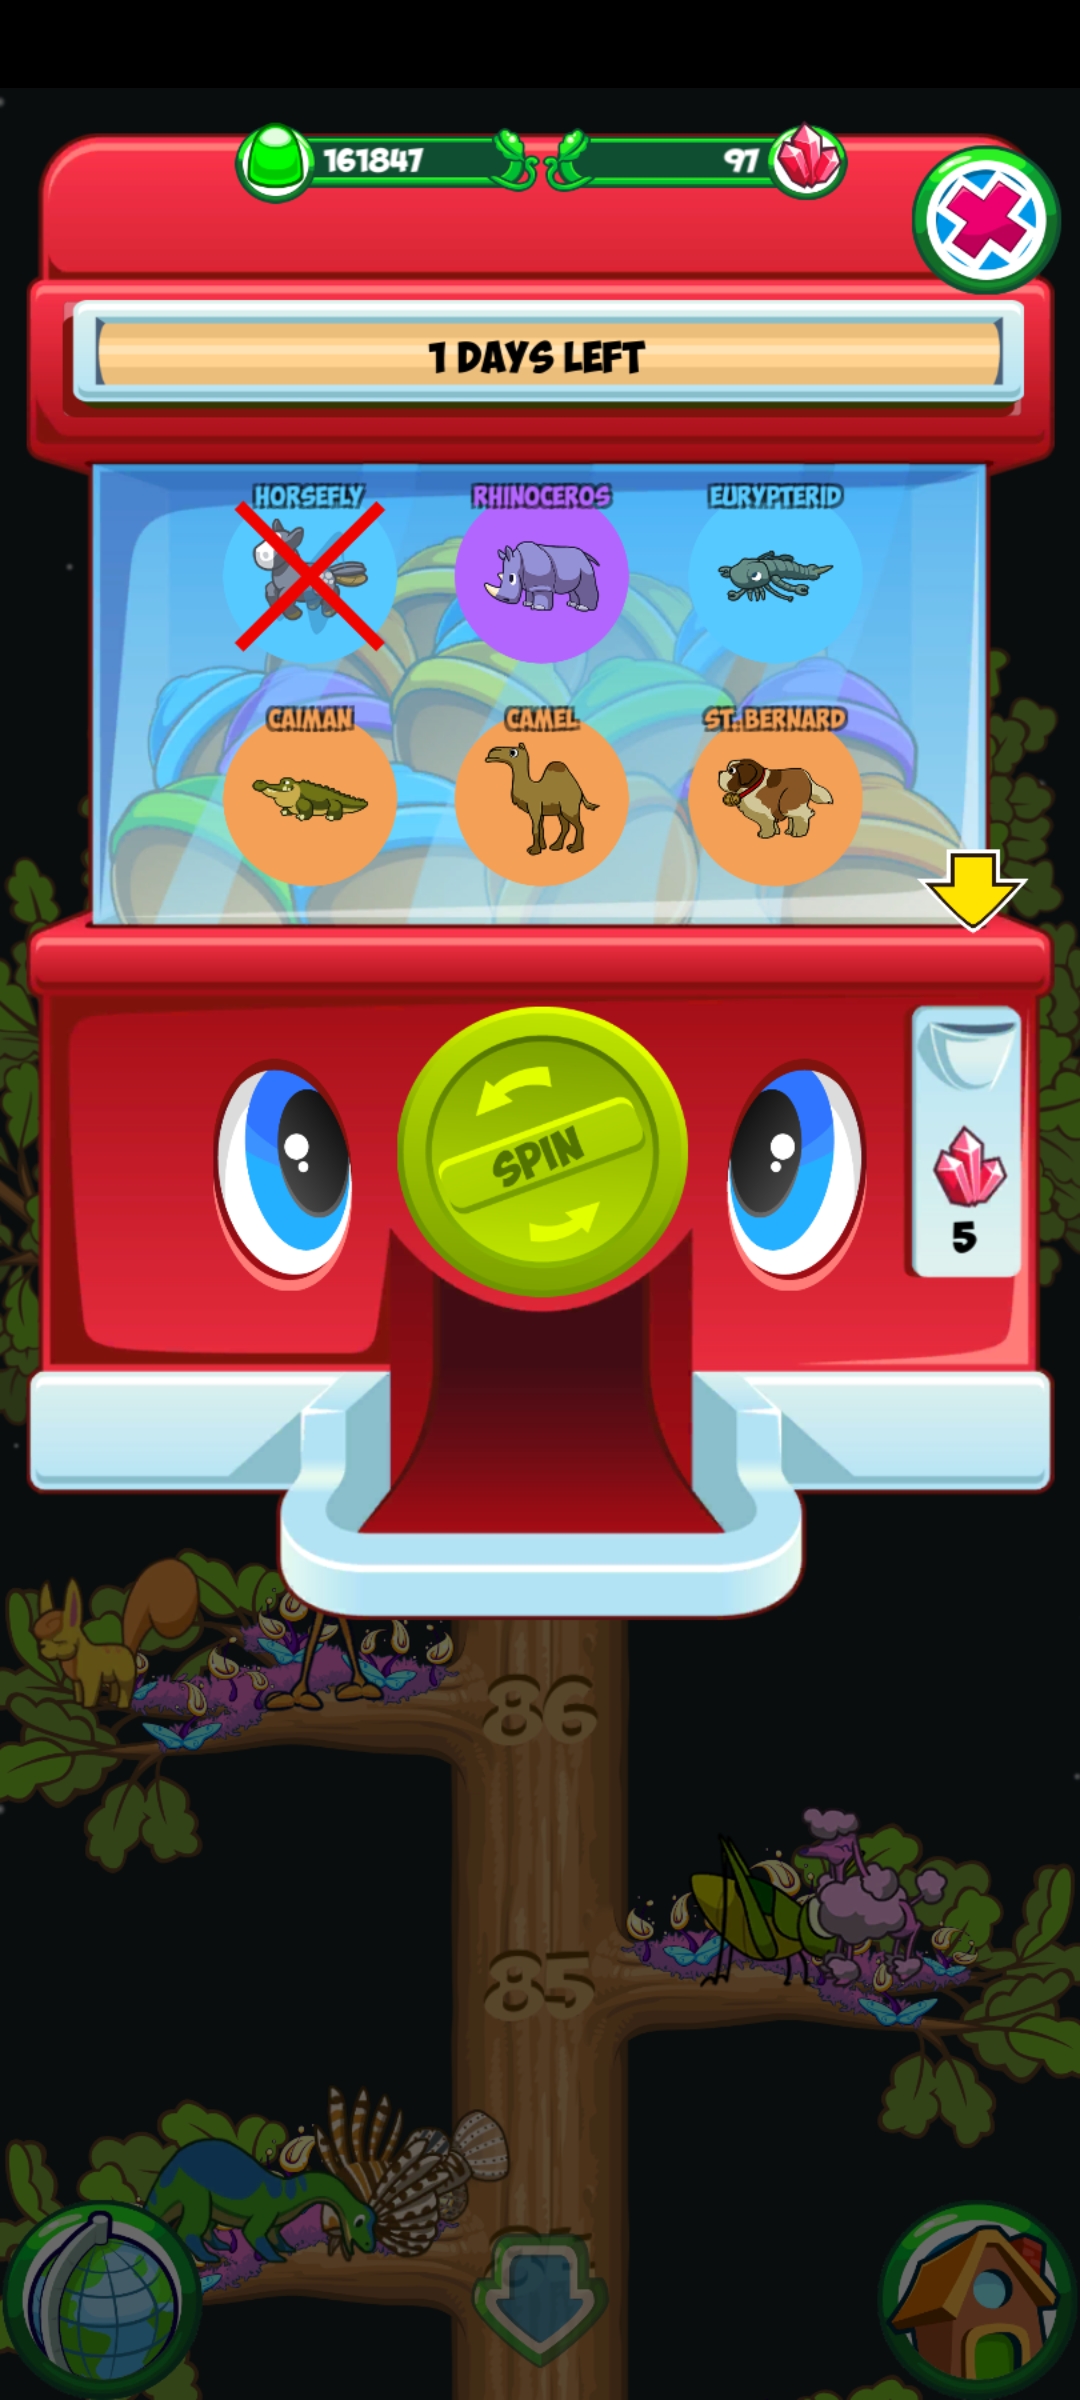 161847
97
1 DAYS LEFT
HORSEFLY
RHINOCEROS
EURYPTERID
CAIMAN
CAMEL
ST. BERNARD
SPIN
5
86
85